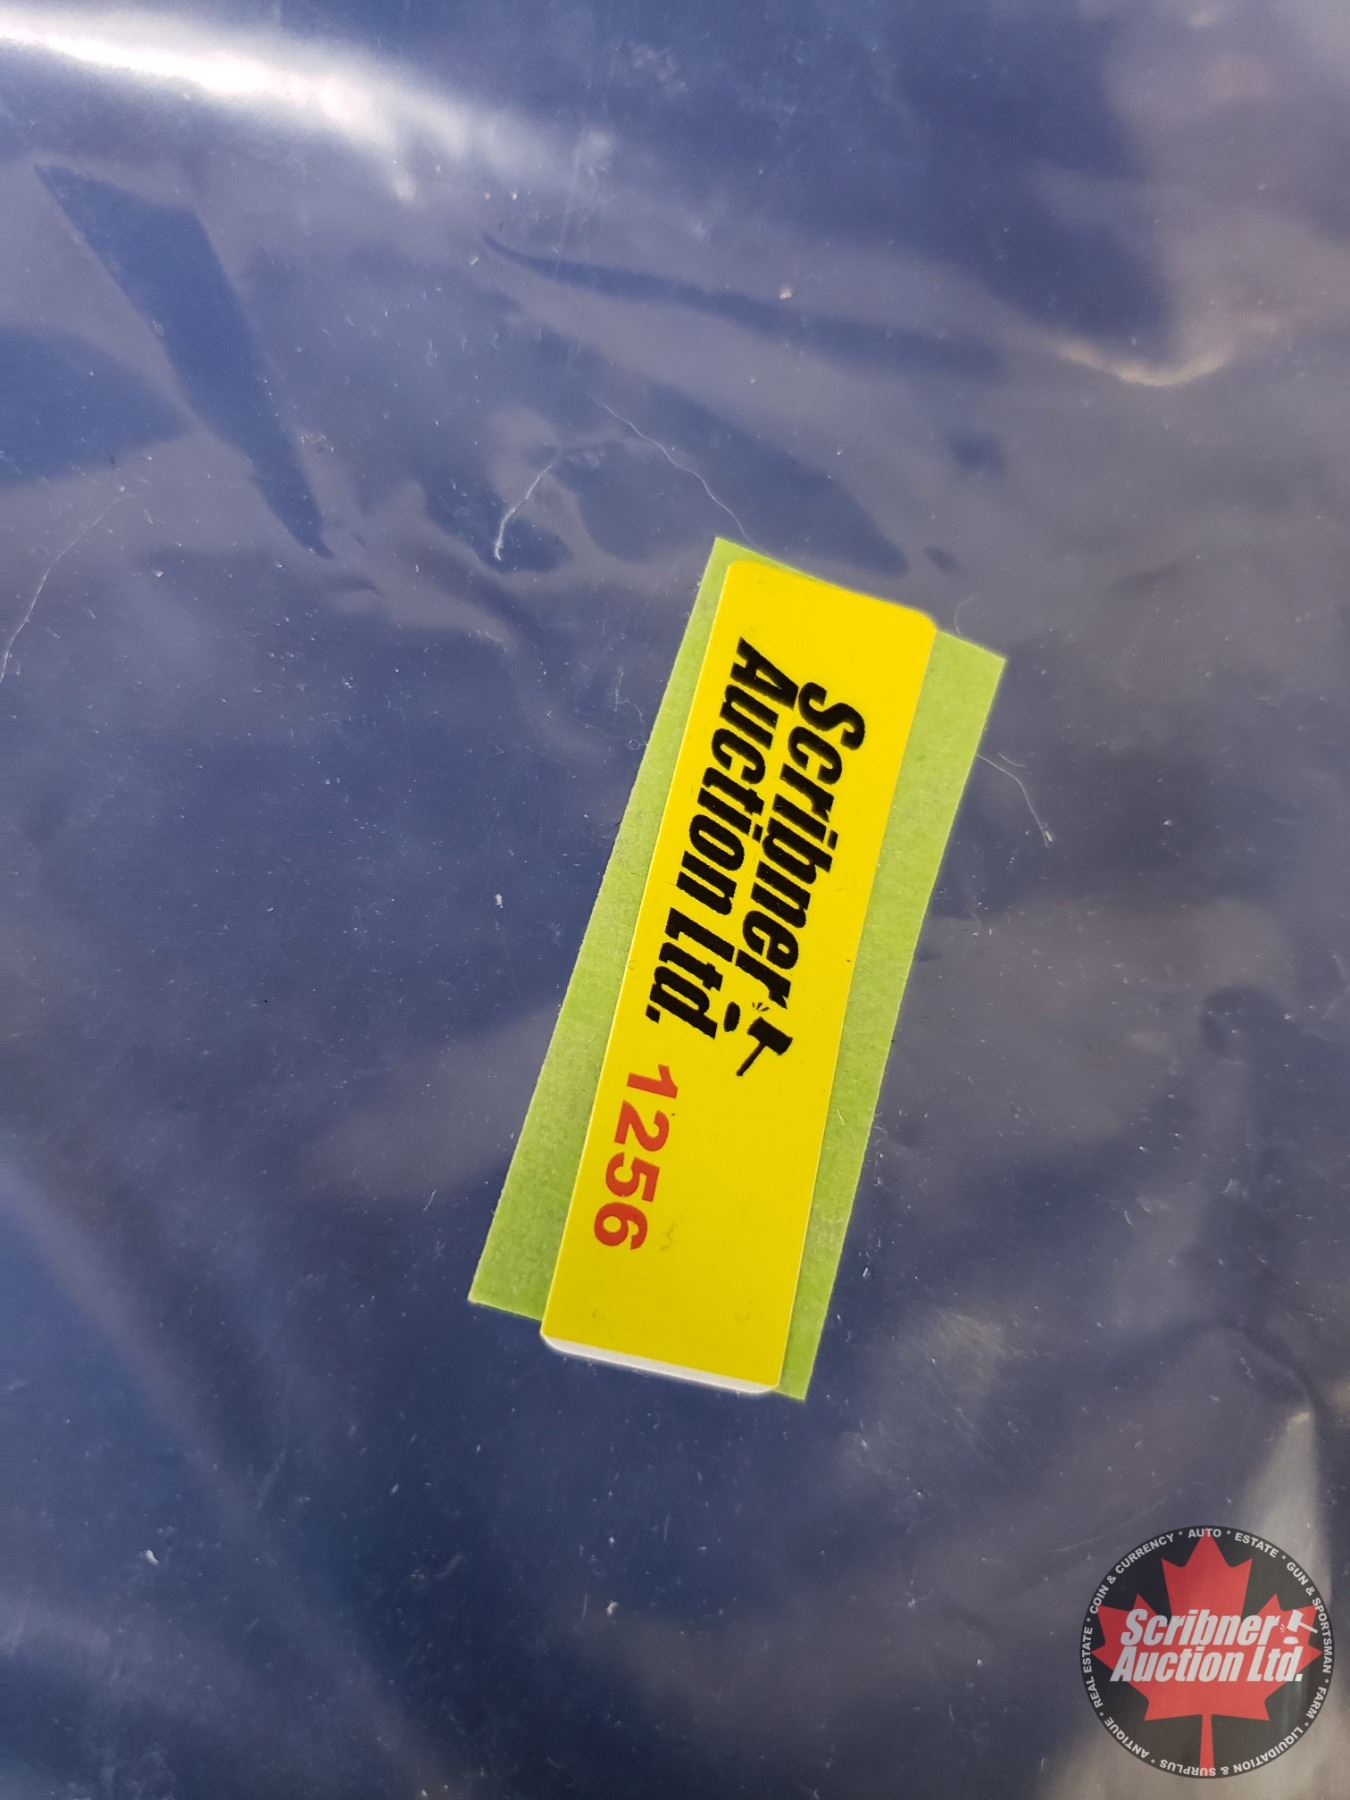 Scribner
Auction Ltd.
1256
COIN & CURRENCY * AUTO * ESTATE * GUN & SPORTSMAN * FARM * LIQUIDATION & SURPLUS * ANTIQUE * REAL ESTATE *
Scribner
Auction Ltd.